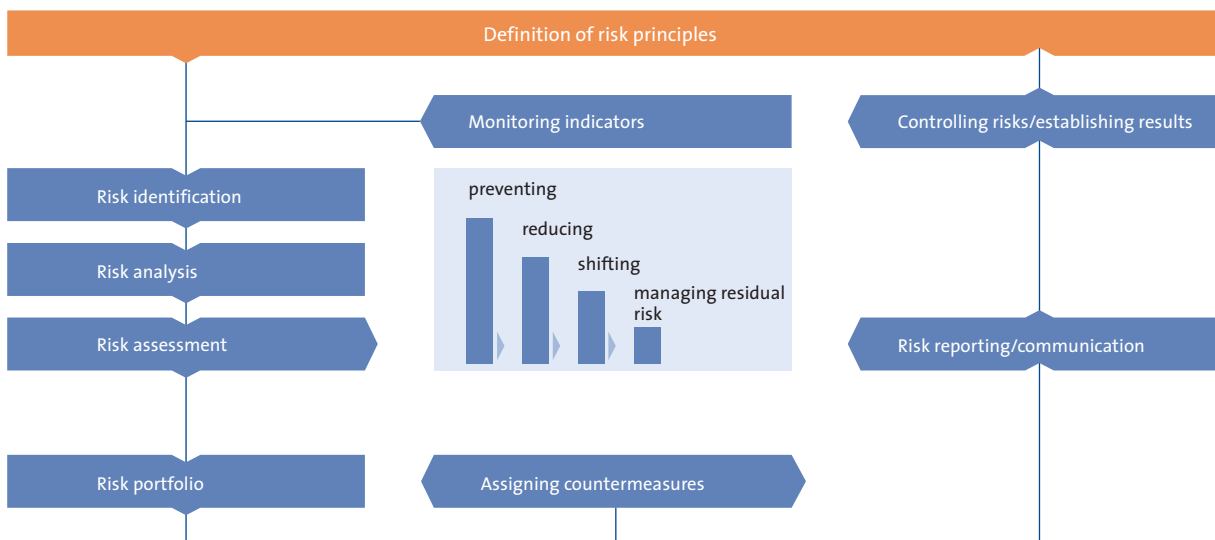 Definition of risk principles
Monitoring indicators
Controlling risks/establishing results
Risk identification
preventing
reducing
shifting
managing residual
risk
Risk analysis
Risk assessment
Risk reporting/communication
Risk portfolio
Assigning countermeasures